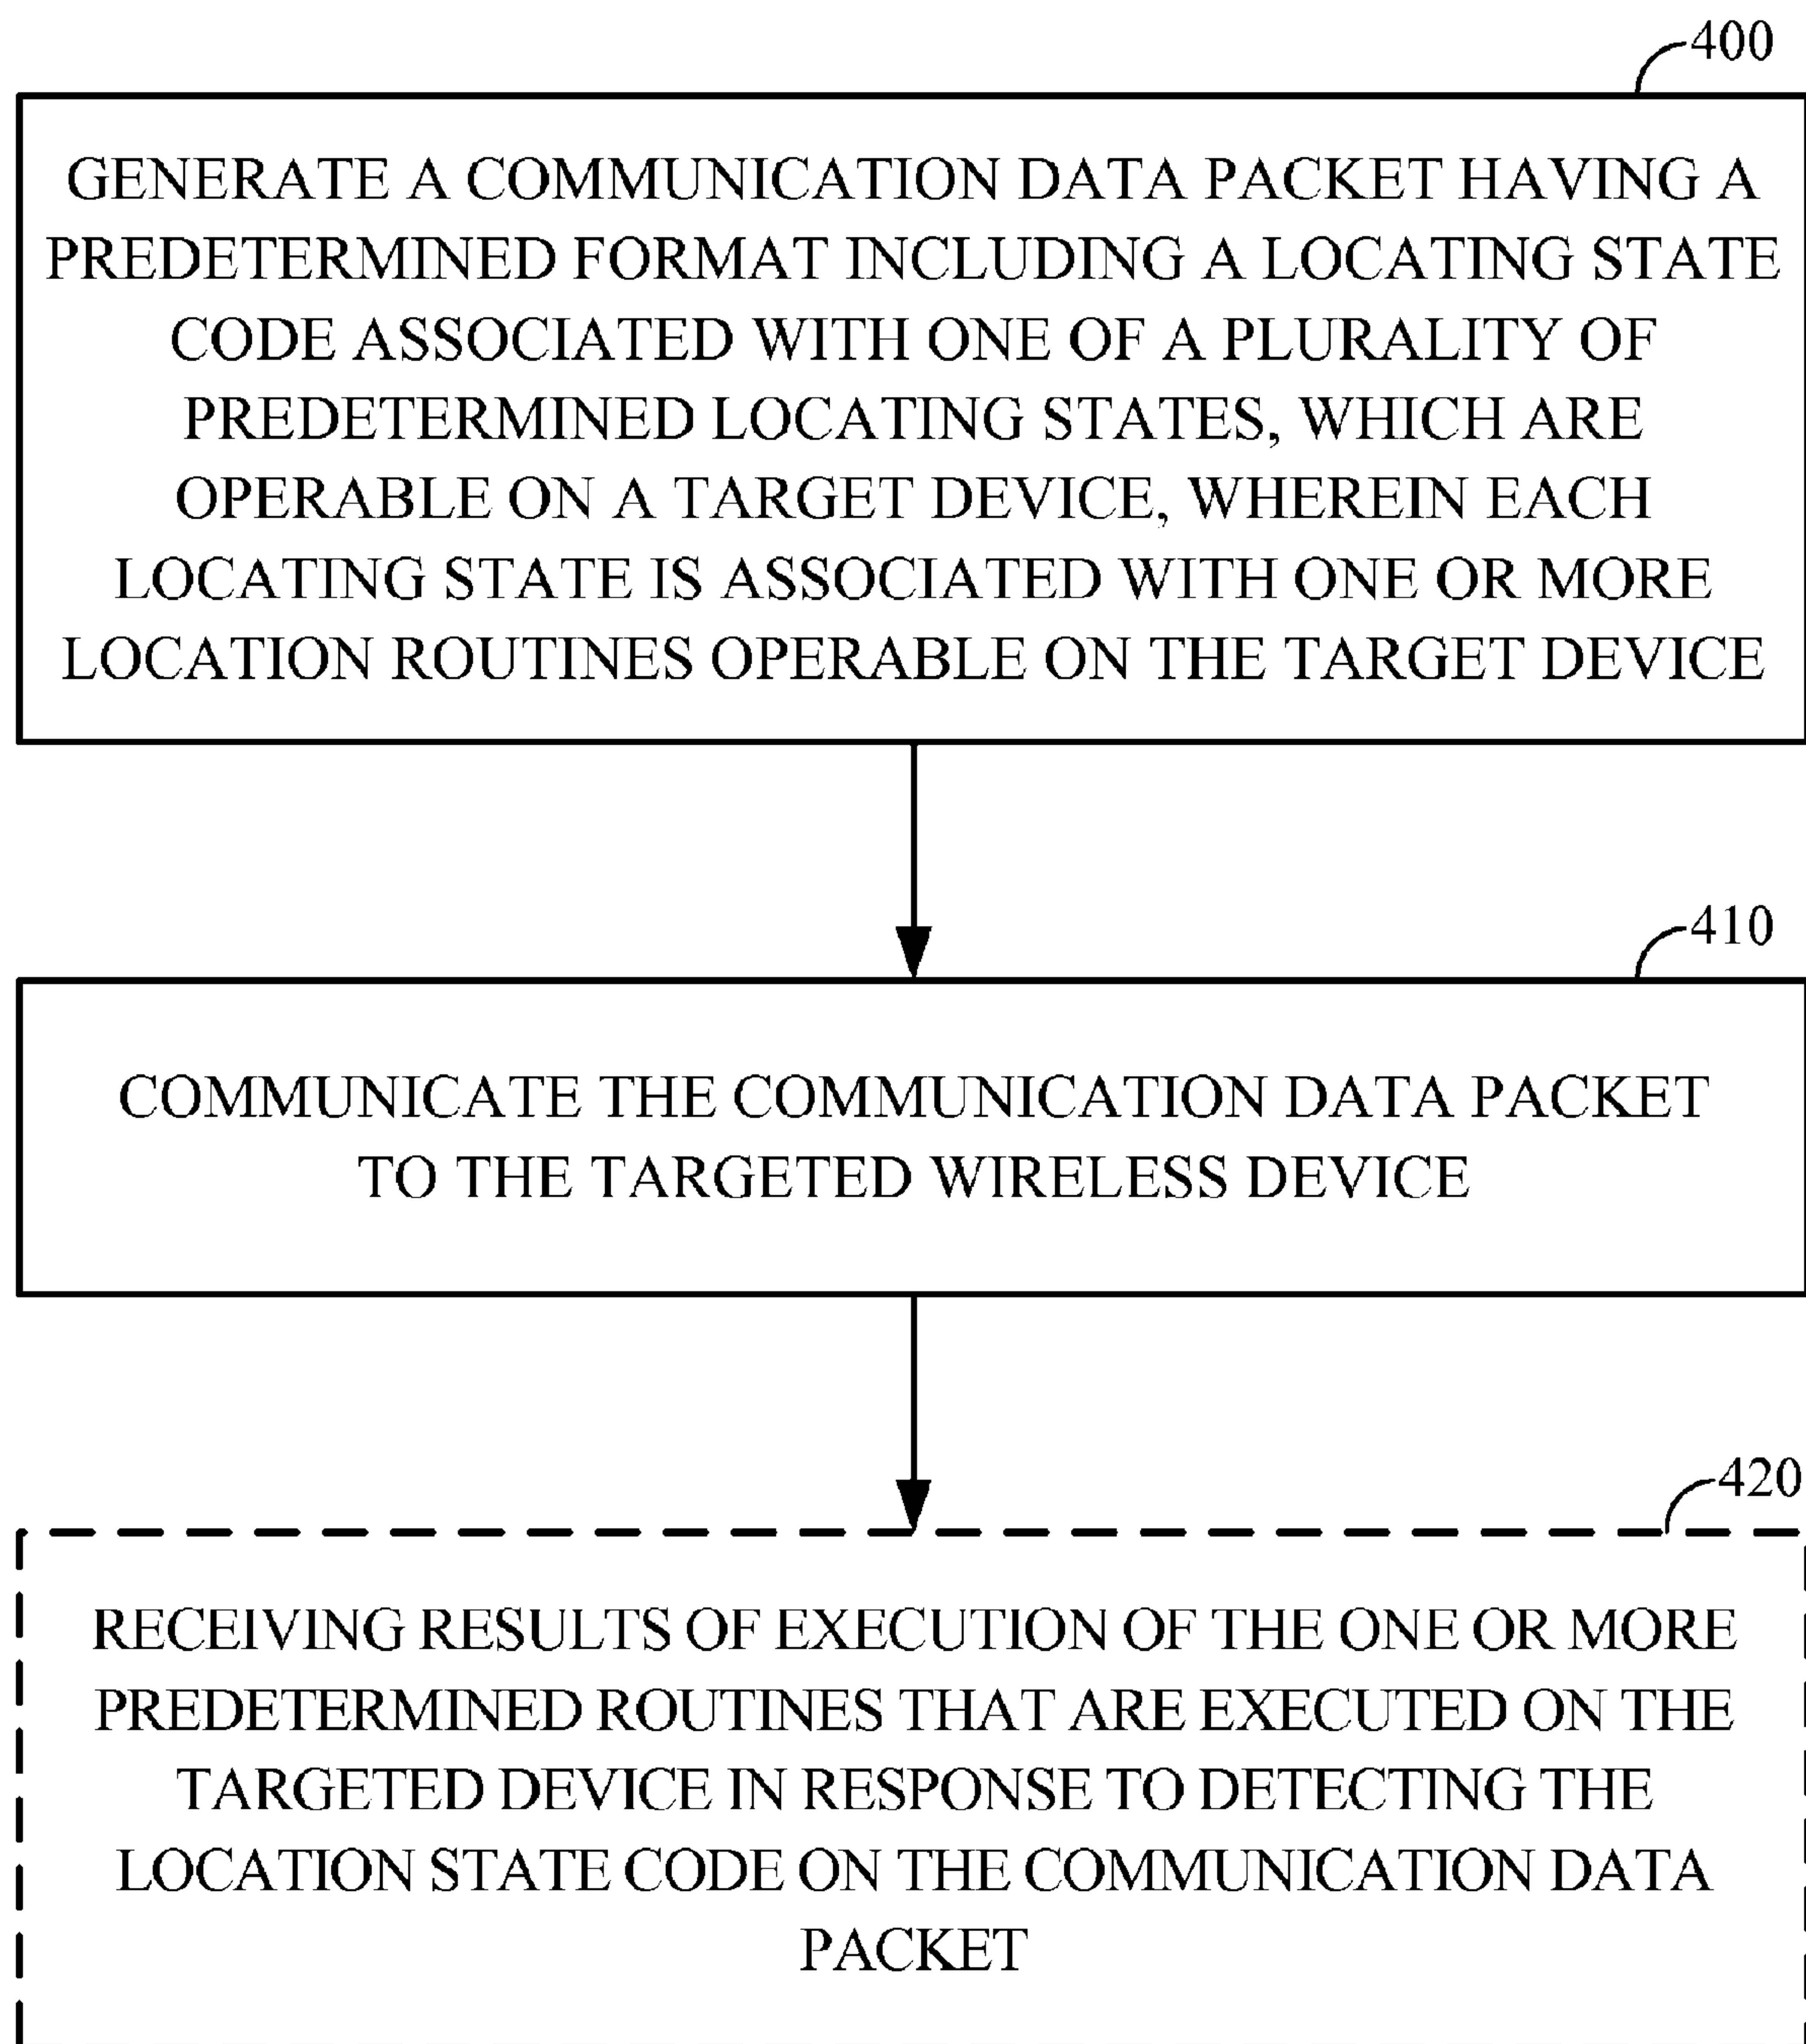 400
GENERATE A COMMUNICATION DATA PACKET HAVING A
PREDETERMINED FORMAT INCLUDING A LOCATING STATE
CODE ASSOCIATED WITH ONE OF A PLURALITY OF
PREDETERMINED LOCATING STATES, WHICH ARE
OPERABLE ON A TARGET DEVICE, WHEREIN EACH
LOCATING STATE IS ASSOCIATED WITH ONE OR MORE
LOCATION ROUTINES OPERABLE ON THE TARGET DEVICE
410
COMMUNICATE THE COMMUNICATION DATA PACKET
TO THE TARGETED WIRELESS DEVICE
420
RECEIVING RESULTS OF EXECUTION OF THE ONE OR MORE
PREDETERMINED ROUTINES THAT ARE EXECUTED ON THE
TARGETED DEVICE IN RESPONSE TO DETECTING THE
LOCATION STATE CODE ON THE COMMUNICATION DATA
PACKET